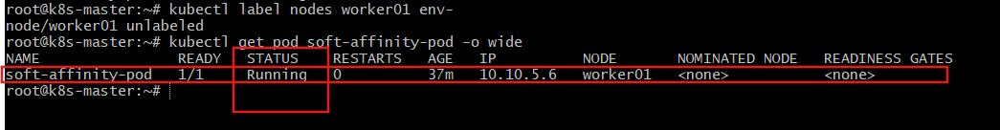 root@k8s-master:~# kubectl label nodes worker01 env-
node/worker01 unlabeled
root@k8s-master:~# kubectl get pod soft-affinity-pod -o wide
NAME READY STATUS RESTARTS AGE IP NODE NOMINATED NODE READINESS GATES
soft-affinity-pod 1/1 Running 0 37m 10.10.5.6 worker01 <none> <none>
root@k8s-master:~#